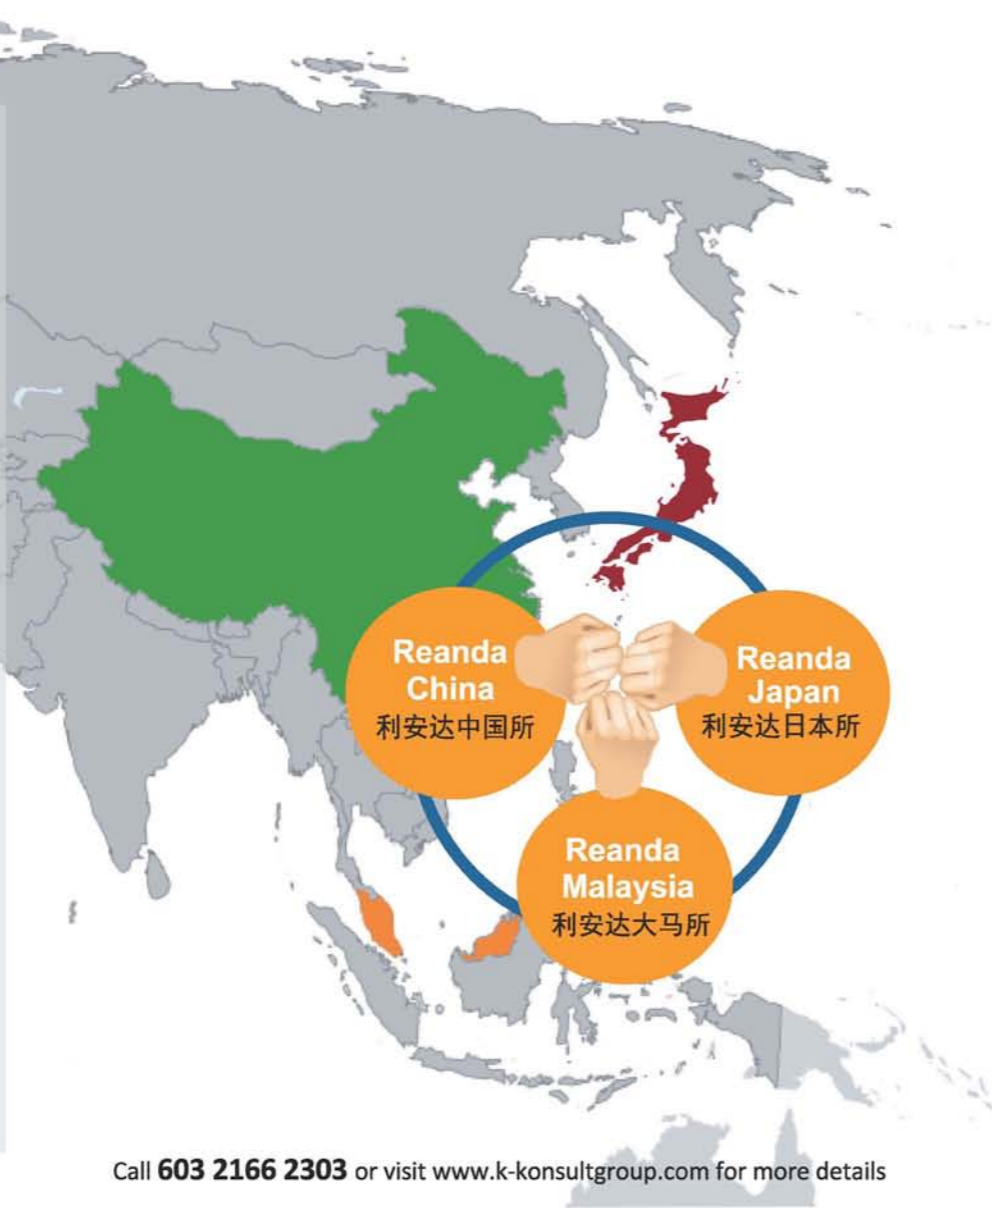 Reanda
China
利安达中国所
Reanda
Japan
利安达日本所
Reanda
Malaysia
利安达大马所
Call 603 2166 2303 or visit www.k-konsultgroup.com for more details